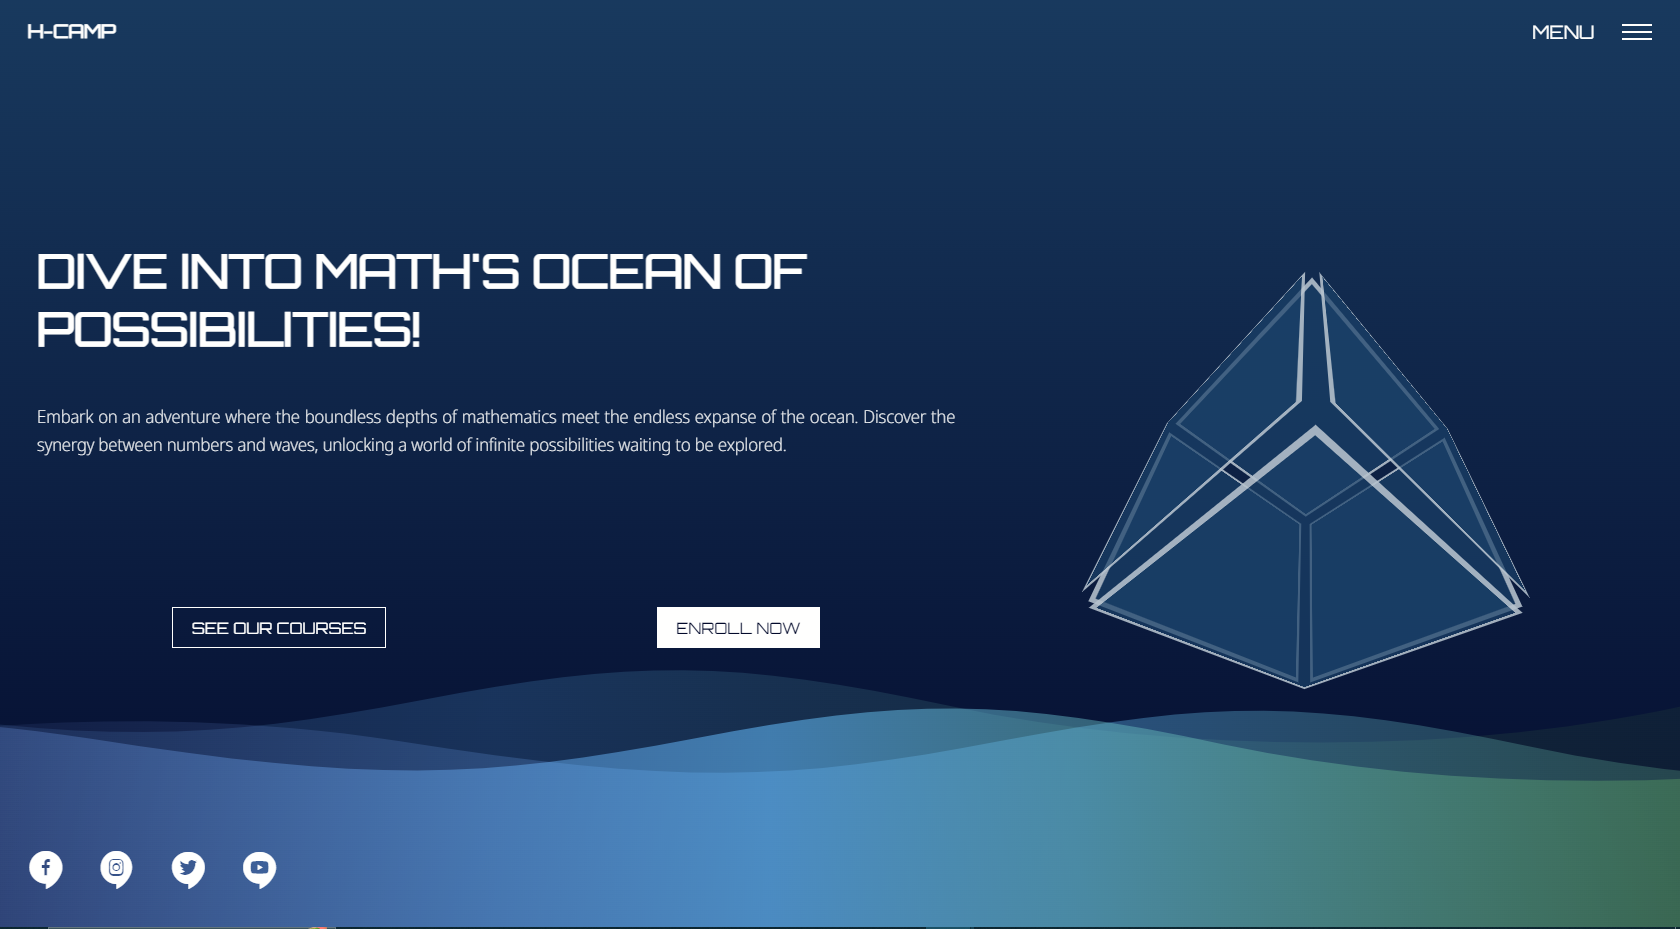 H-CAMP
MENU
DIVE INTO MATH'S OCEAN OF
POSSIBILITIES!
Embark on an adventure where the boundless depths of mathematics meet the endless expanse of the ocean. Discover the
synergy between numbers and waves, unlocking a world of infinite possibilities waiting to be explored.
SEE OUR COURSES
ENROLL NOW